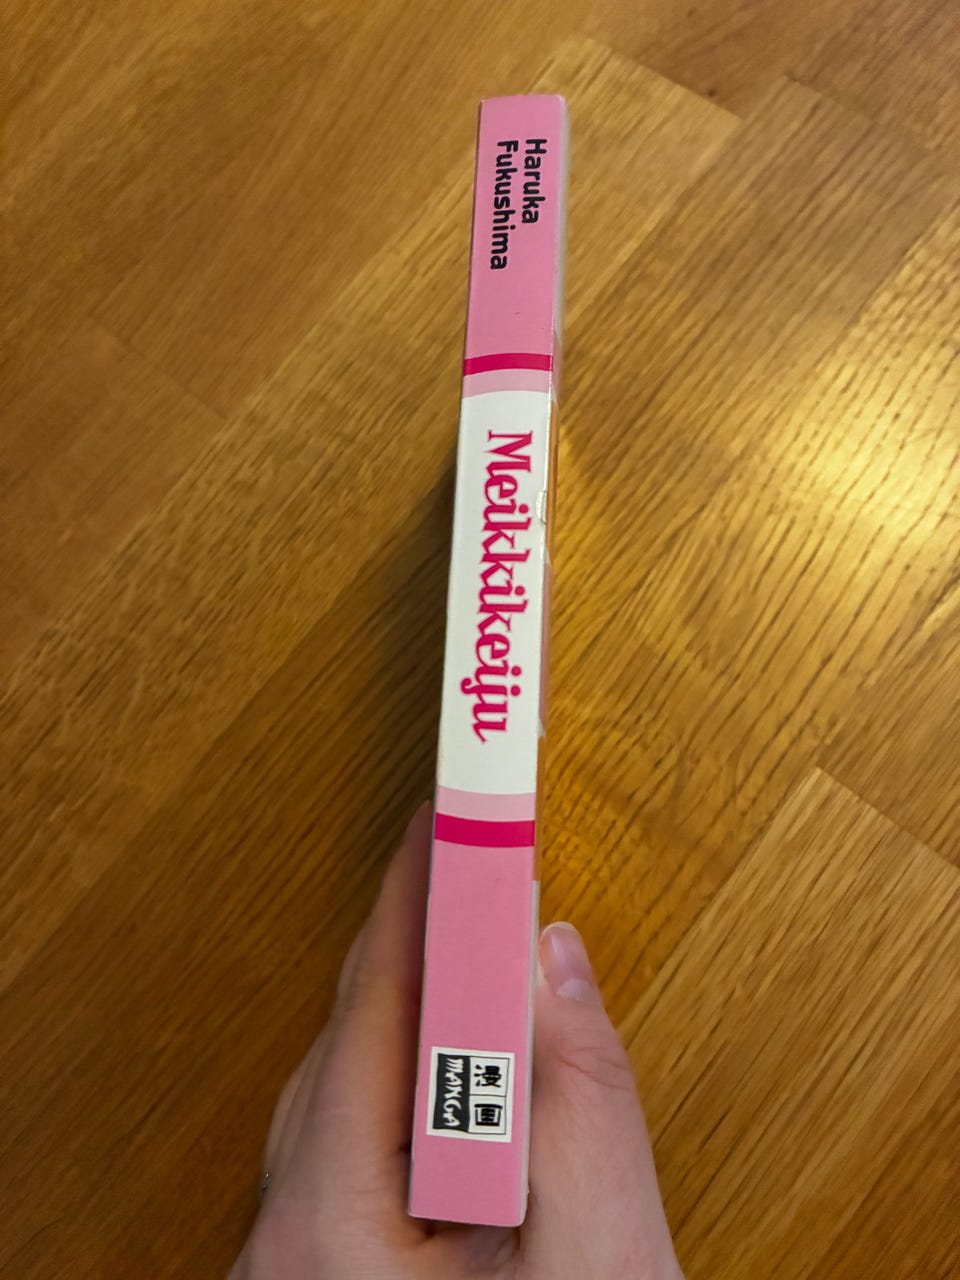 Haruka
Fukushima
Meikkikeiju
漫画
MANGA